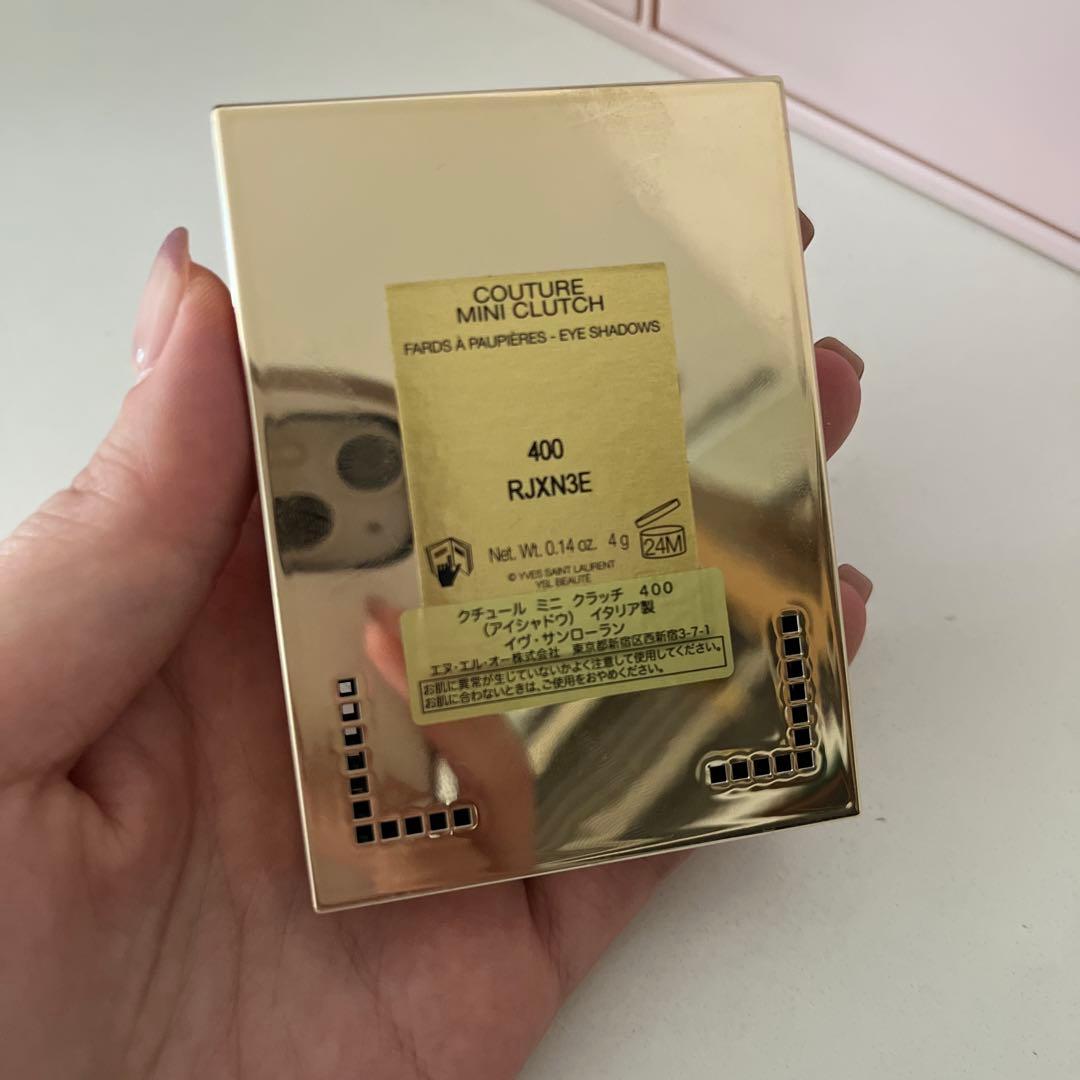 COUTURE
MINI CLUTCH
FARDS À PAUPIÈRES - EYE SHADOWS
400
RJXN3E
Net. Wt. 0.14 oz. 4 g
24M
© YVES SAINT LAURENT
YSL BEAUTÉ
クチュール ミニ クラッチ 400
(アイシャドウ) イタリア製
イヴ・サンローラン
エヌ・エル・オー株式会社 東京都新宿区西新宿3-7-1
お肌に異常が生じていないかよく注意して使用してください。
お肌に合わないときは、ご使用をおやめください。